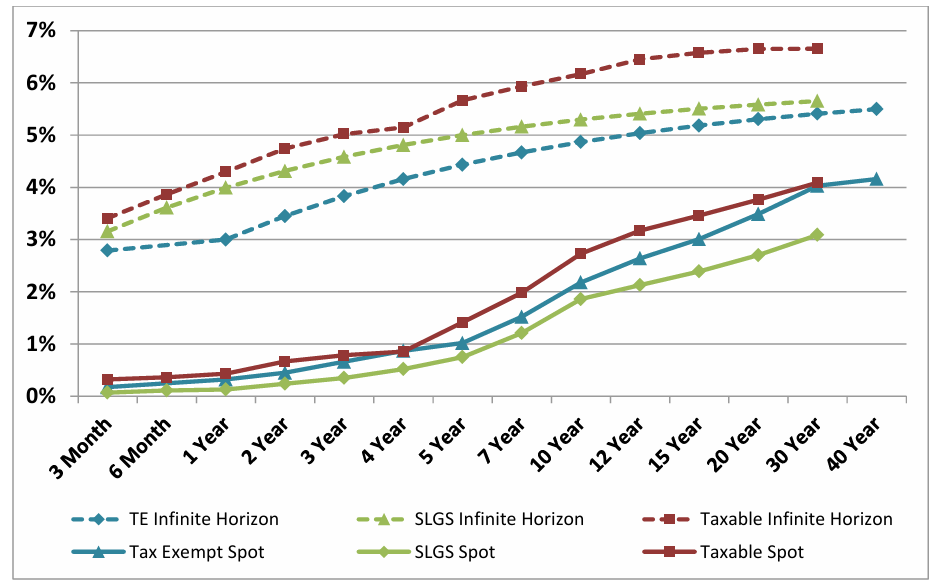 7%
6%
5%
4%
3%
2%
1%
0%
3 Month
6 Month
1 Year
2 Year
3 Year
4 Year
5 Year
7 Year
10 Year
12 Year
15 Year
20 Year
30 Year
40 Year
TE Infinite Horizon
SLGS Infinite Horizon
Taxable Infinite Horizon
Tax Exempt Spot
SLGS Spot
Taxable Spot